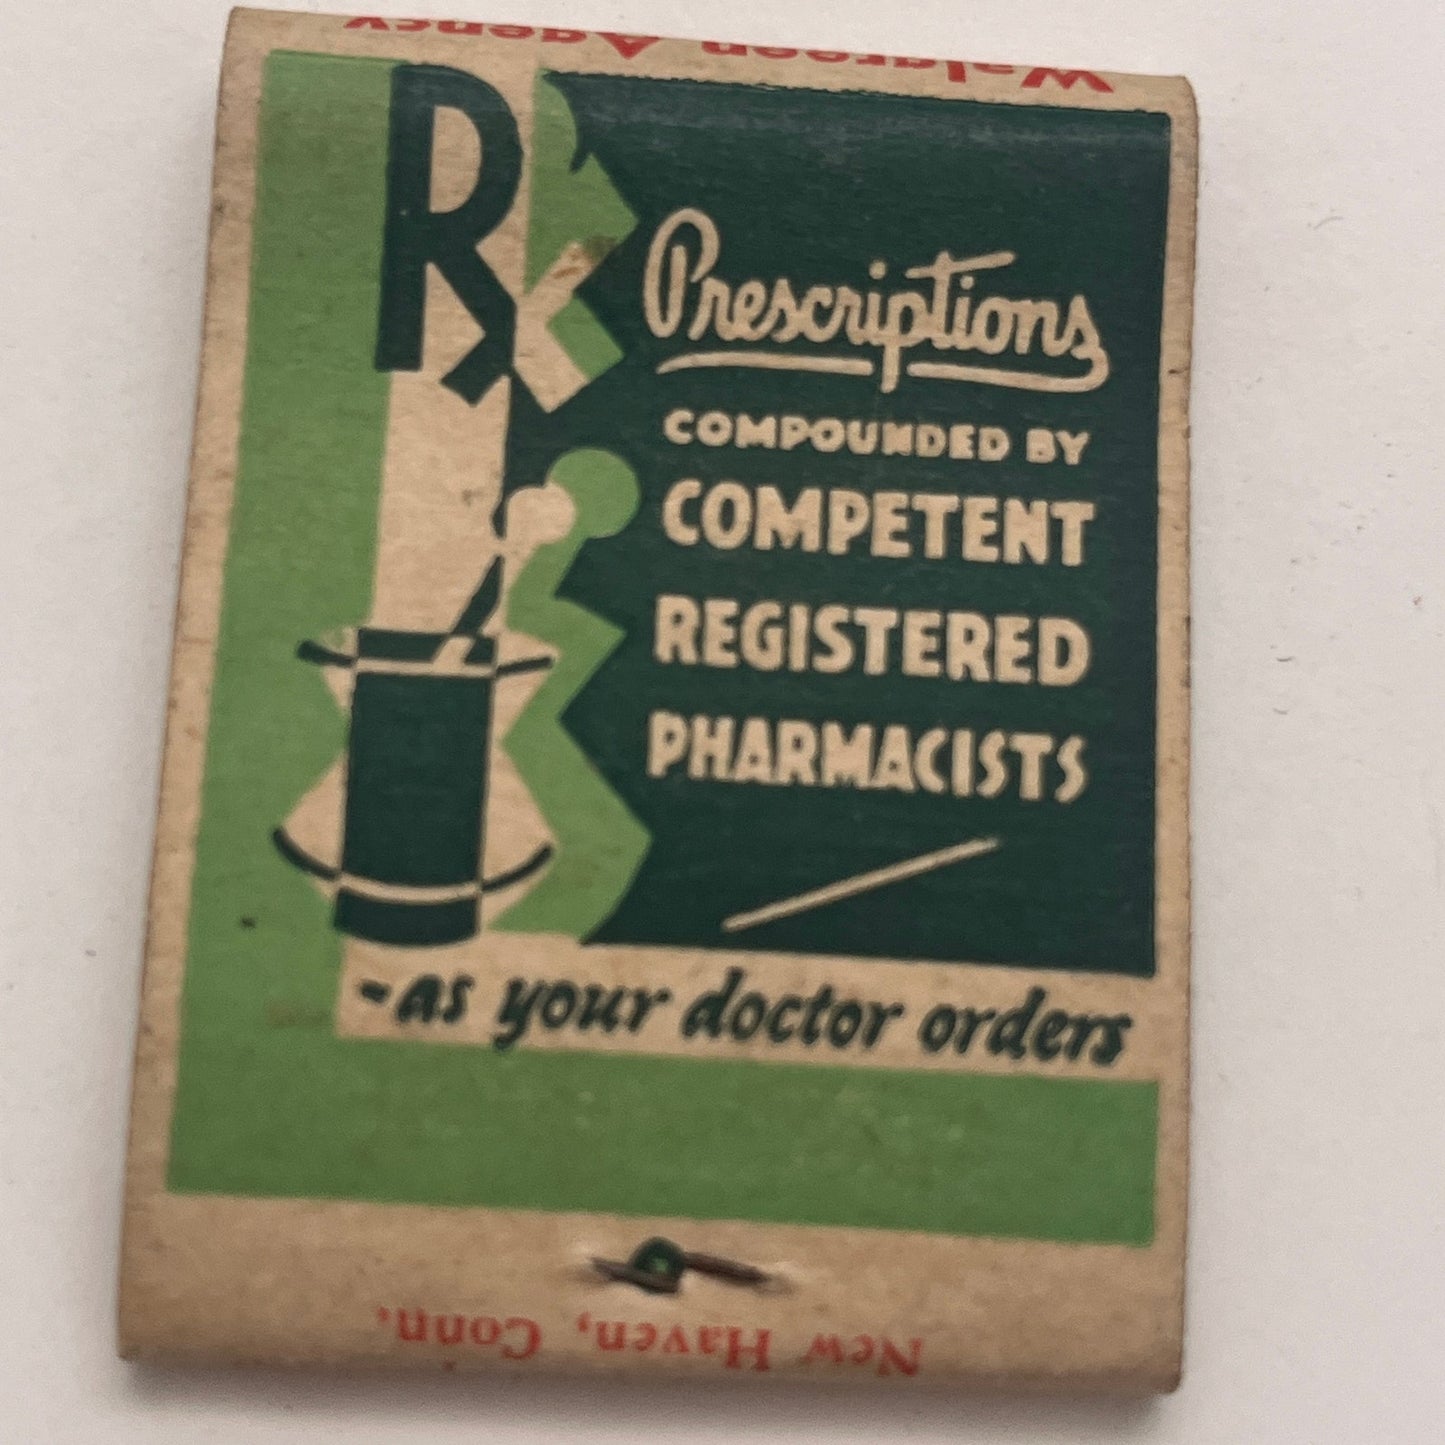 Walgreen Agency
Rx
Prescriptions
COMPOUNDED BY
COMPETENT
REGISTERED
PHARMACISTS
-as your doctor orders
New Haven, Conn.